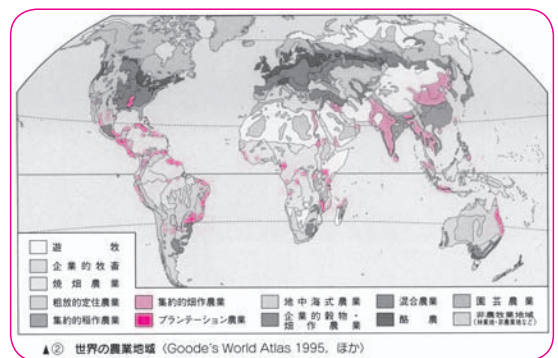 遊牧
企業的牧畜
焼畑農業
粗放的定住農業
集約的稲作農業
集約的畑作農業
プランテーション農業
地中海式農業
企業的穀物・
畑作農業
混合農業
酪農
園芸農業
非農牧業地域
▲② 世界の農業地域〈Goode's World Atlas 1995, ほか〉